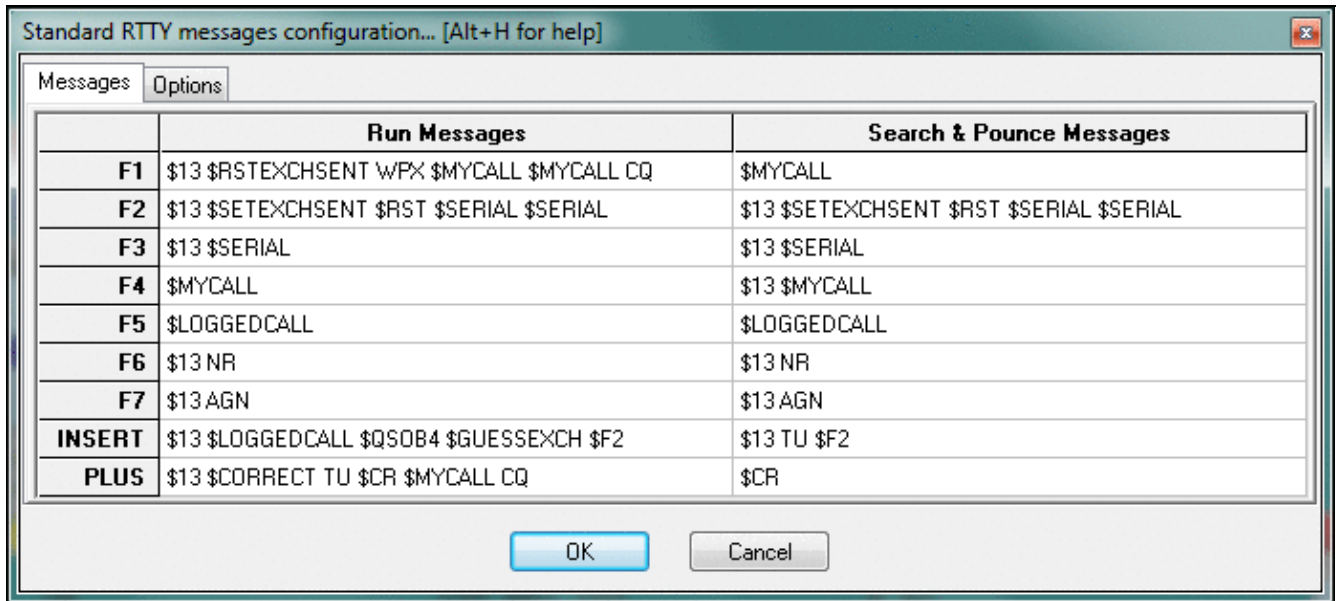 Standard RTTY messages configuration... [Alt+H for help]
Messages Options
Run Messages Search & Pounce Messages
F1 $13 $RSTEXCHSENT WPX $MYCALL $MYCALL CQ $MYCALL
F2 $13 $SETEXCHSENT $RST $SERIAL $SERIAL $13 $SETEXCHSENT $RST $SERIAL $SERIAL
F3 $13 $SERIAL $13 $SERIAL
F4 $MYCALL $13 $MYCALL
F5 $LOGGEDCALL $LOGGEDCALL
F6 $13 NR $13 NR
F7 $13 AGN $13 AGN
INSERT $13 $LOGGEDCALL $QSOB4 $GUESSEXCH $F2 $13 TU $F2
PLUS $13 $CORRECT TU $CR $MYCALL CQ $CR
OK Cancel